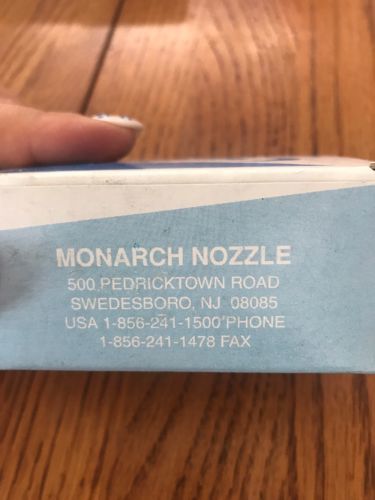 MONARCH NOZZLE
500 PEDRICKTOWN ROAD
SWEDESBORO, NJ 08085
USA 1-856-241-1500 PHONE
1-856-241-1478 FAX